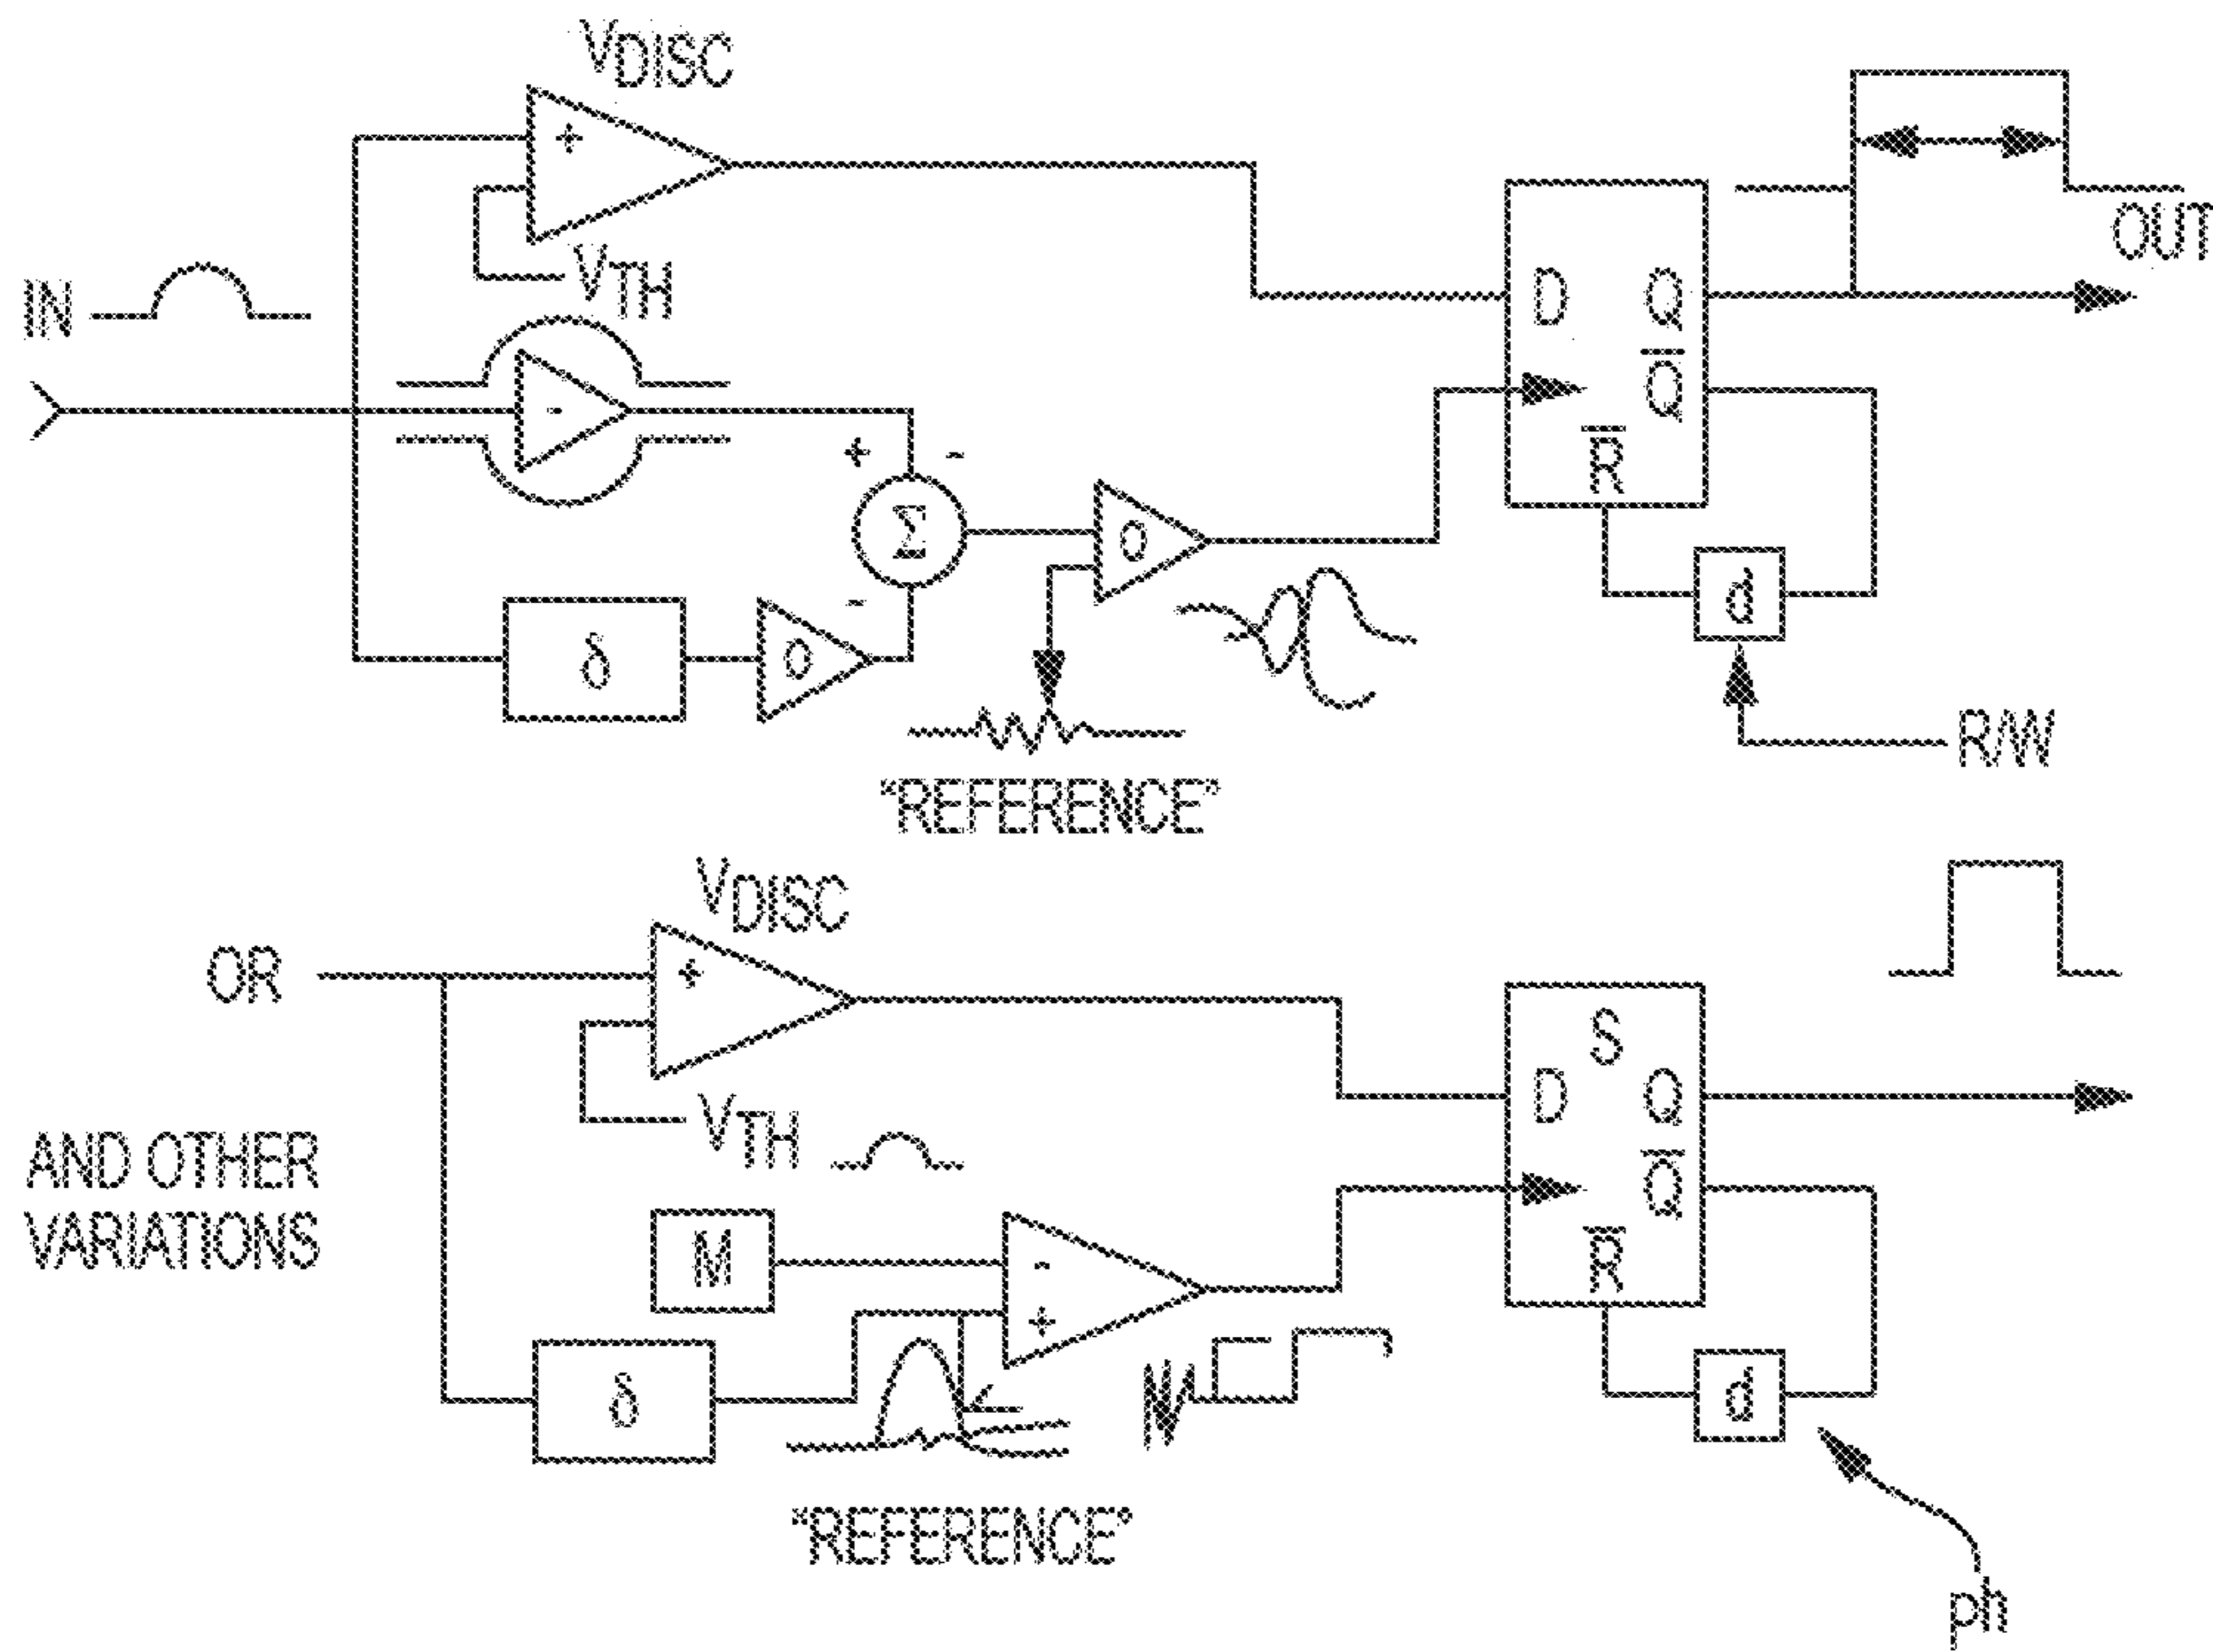 VDISC
+
VTH
IN
-
+ -
Σ
-
δ
O
O
"REFERENCE"
D Q
Q̅
R̅
d
OUT
R/W
VDISC
OR
+
VTH
AND OTHER
VARIATIONS
M
-
+
δ
"REFERENCE"
S
D Q
Q̅
R̅
d
ph